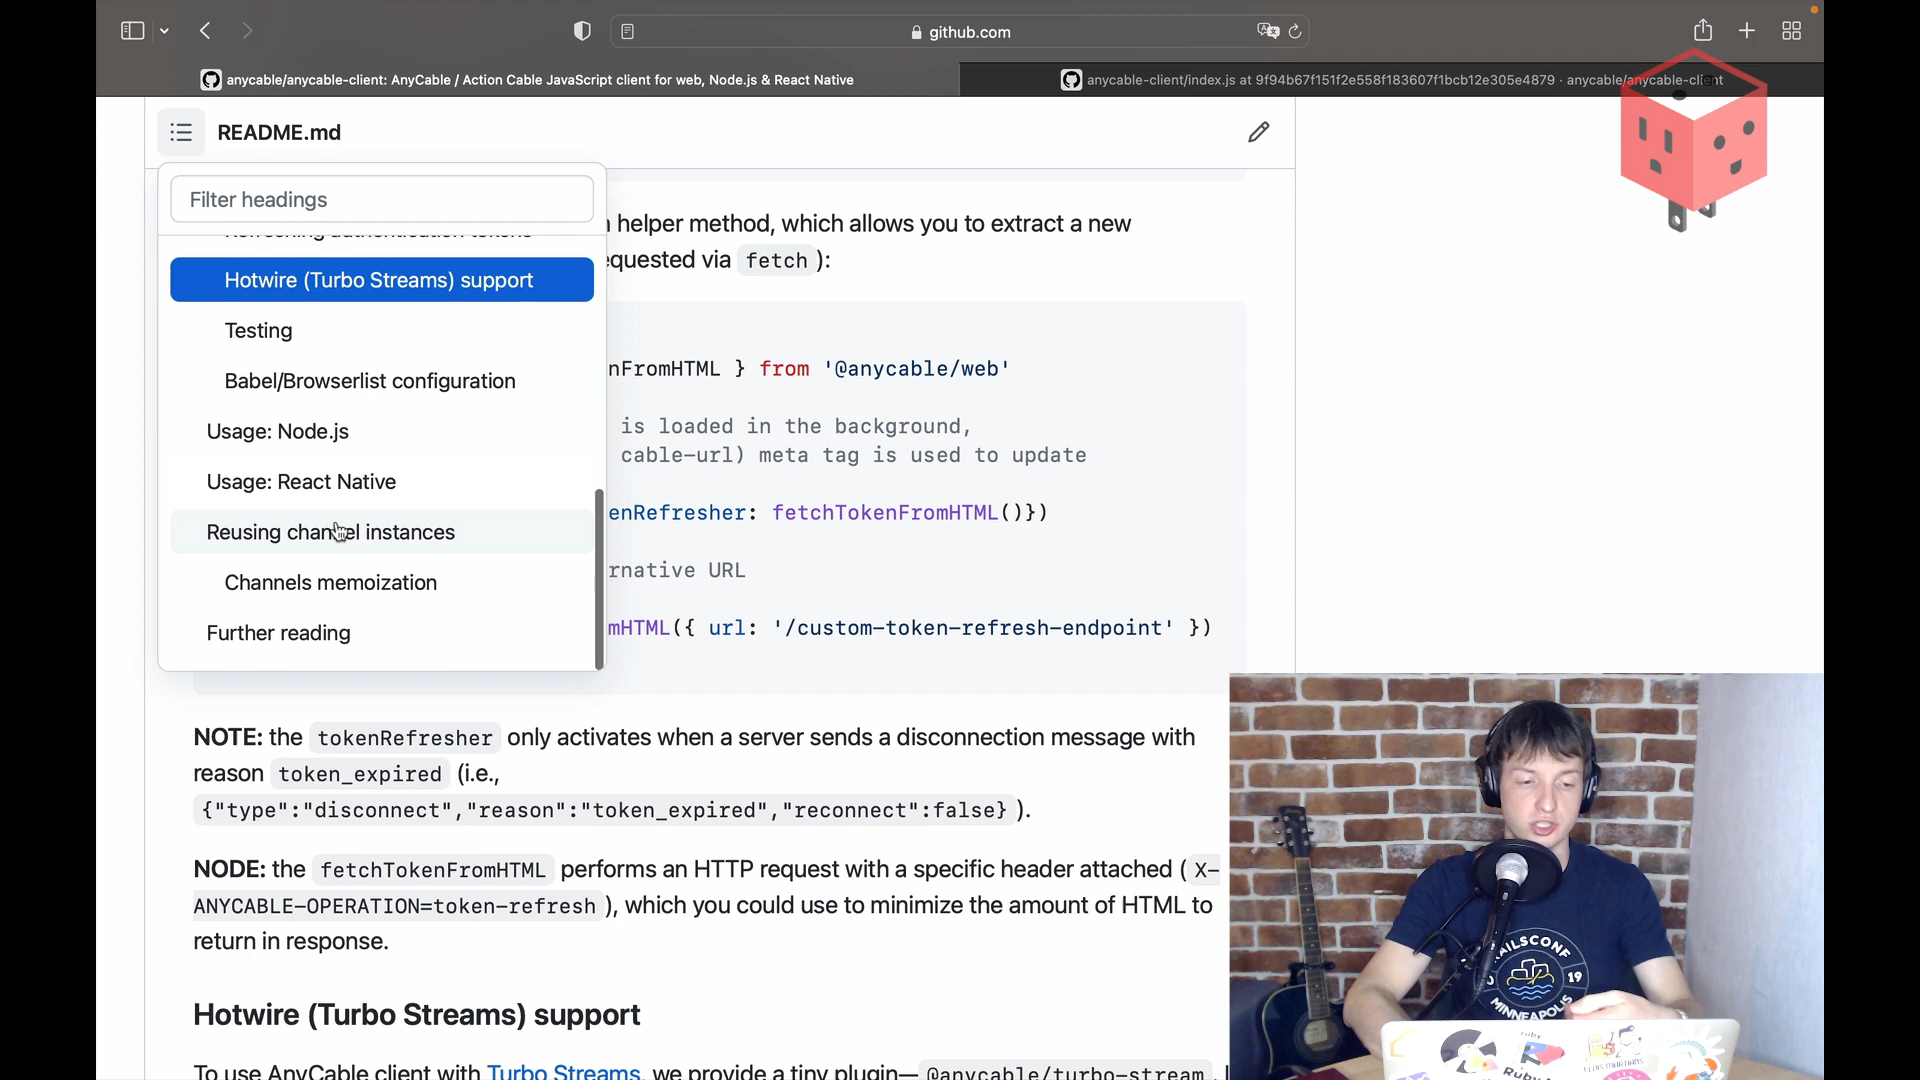 github.com
anycable/anycable-client: AnyCable / Action Cable JavaScript client for web, Node.js & React Native
anycable-client/index.js at 9f94b67f151f2e558f183607f1bcb12e305e4879 · anycable/anycable-client
README.md
Filter headings
Refreshing authentication tokens
Hotwire (Turbo Streams) support
Testing
Babel/Browserlist configuration
Usage: Node.js
Usage: React Native
Reusing channel instances
Channels memoization
Further reading
helper method, which allows you to extract a new
equested via fetch ):
nFromHTML } from '@anycable/web'
is loaded in the background,
cable-url) meta tag is used to update
enRefresher: fetchTokenFromHTML()})
rnative URL
mHTML({ url: '/custom-token-refresh-endpoint' })
NOTE: the tokenRefresher only activates when a server sends a disconnection message with
reason token_expired (i.e.,
{"type":"disconnect","reason":"token_expired","reconnect":false} ).
NODE: the fetchTokenFromHTML performs an HTTP request with a specific header attached ( X-
ANYCABLE-OPERATION=token-refresh ), which you could use to minimize the amount of HTML to
return in response.
Hotwire (Turbo Streams) support
To use AnyCable client with Turbo Streams, we provide a tiny plugin—@anycable/turbo-stream.
AILSCONF
19
MINNEAPOLIS